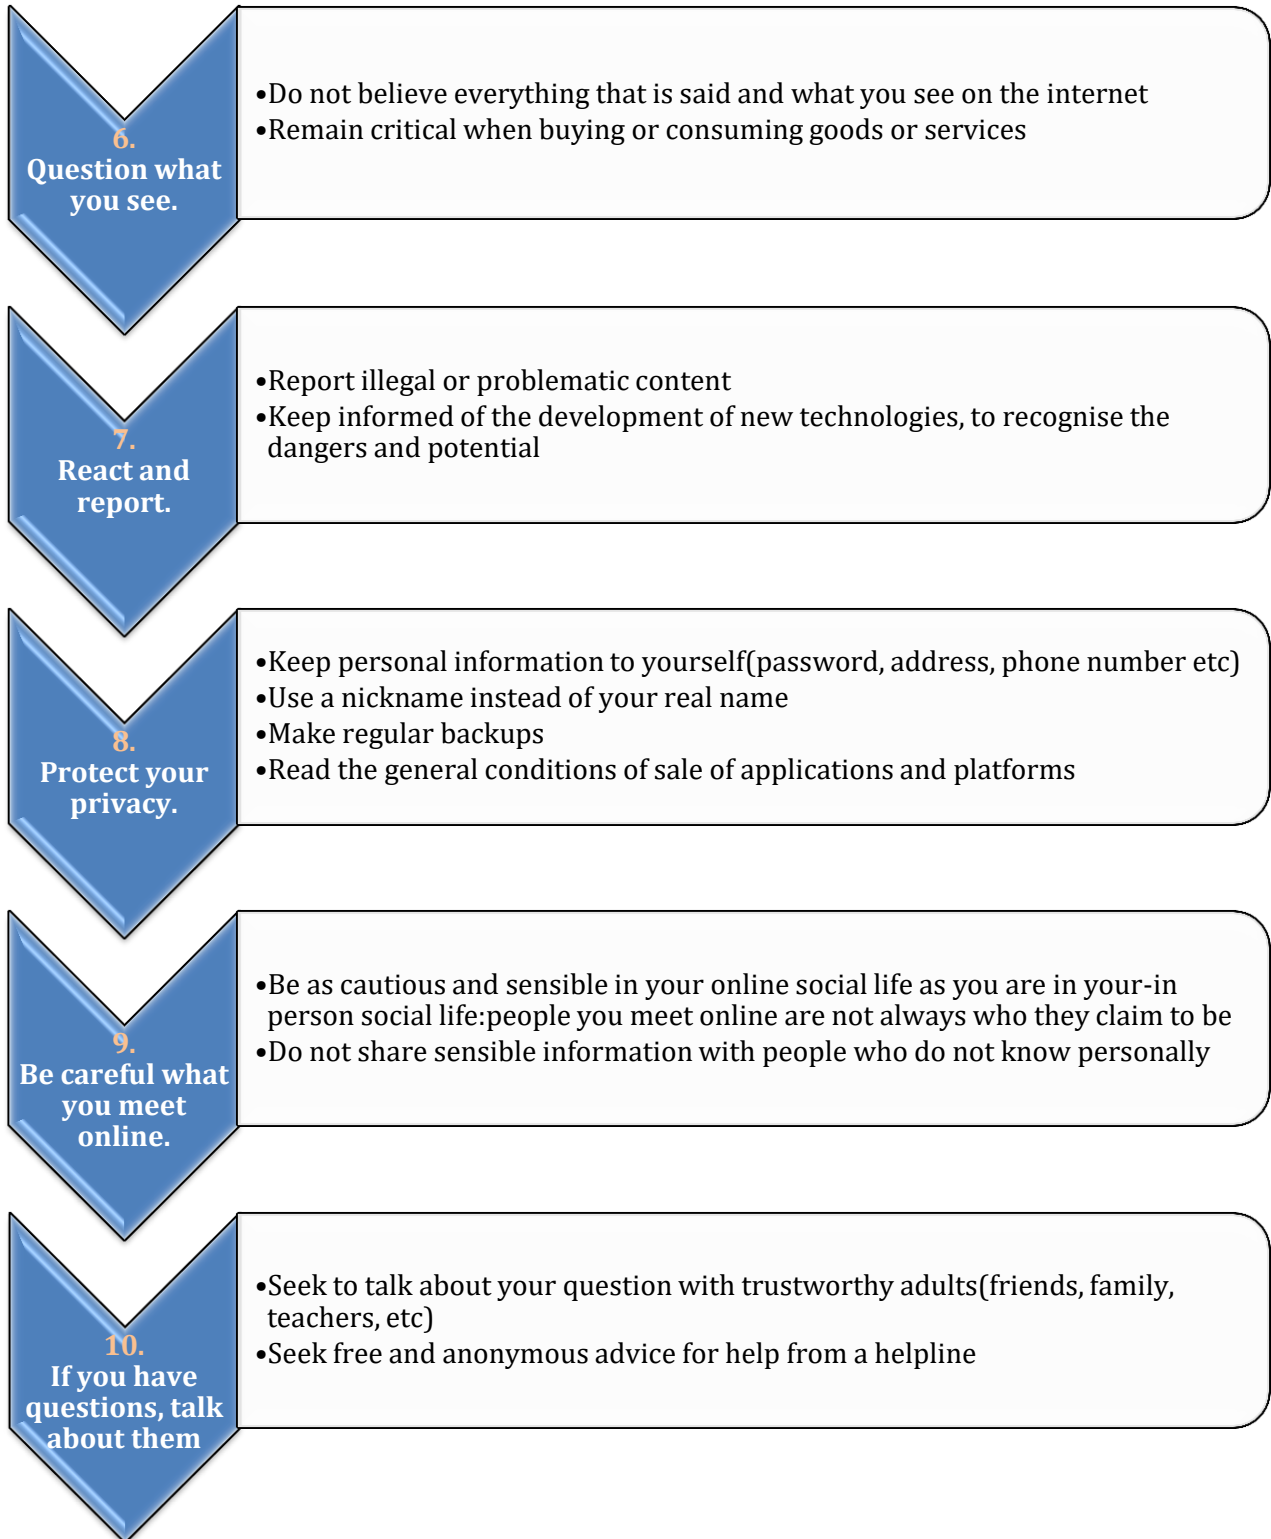 6.
Question what
you see.
•Do not believe everything that is said and what you see on the internet
•Remain critical when buying or consuming goods or services
7.
React and
report.
•Report illegal or problematic content
•Keep informed of the development of new technologies, to recognise the
dangers and potential
8.
Protect your
privacy.
•Keep personal information to yourself(password, address, phone number etc)
•Use a nickname instead of your real name
•Make regular backups
•Read the general conditions of sale of applications and platforms
9.
Be careful what
you meet
online.
•Be as cautious and sensible in your online social life as you are in your-in
person social life:people you meet online are not always who they claim to be
•Do not share sensible information with people who do not know personally
10.
If you have
questions, talk
about them
•Seek to talk about your question with trustworthy adults(friends, family,
teachers, etc)
•Seek free and anonymous advice for help from a helpline